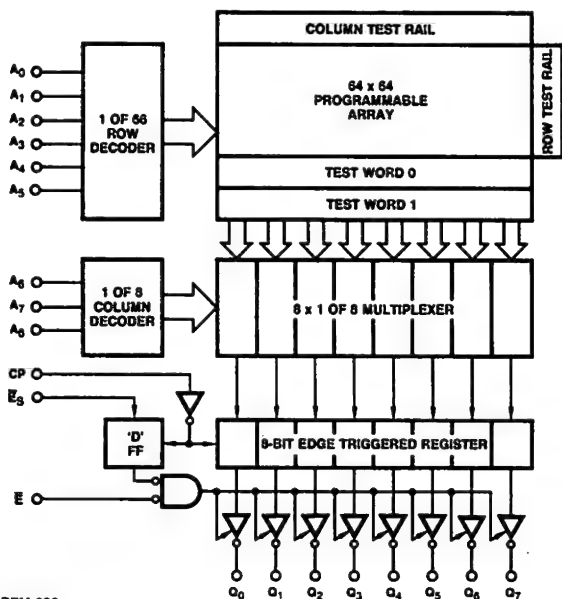 COLUMN TEST RAIL
64 x 64
PROGRAMMABLE
ARRAY
ROW TEST RAIL
TEST WORD 0
TEST WORD 1
A0
A1
A2
A3
A4
A5
1 OF 66
ROW
DECODER
A6
A7
A8
1 OF 8
COLUMN
DECODER
8 x 1 OF 8 MULTIPLEXER
CP
E̅S
'D'
FF
8-BIT EDGE TRIGGERED REGISTER
E̅
Q0 Q1 Q2 Q3 Q4 Q5 Q6 Q7